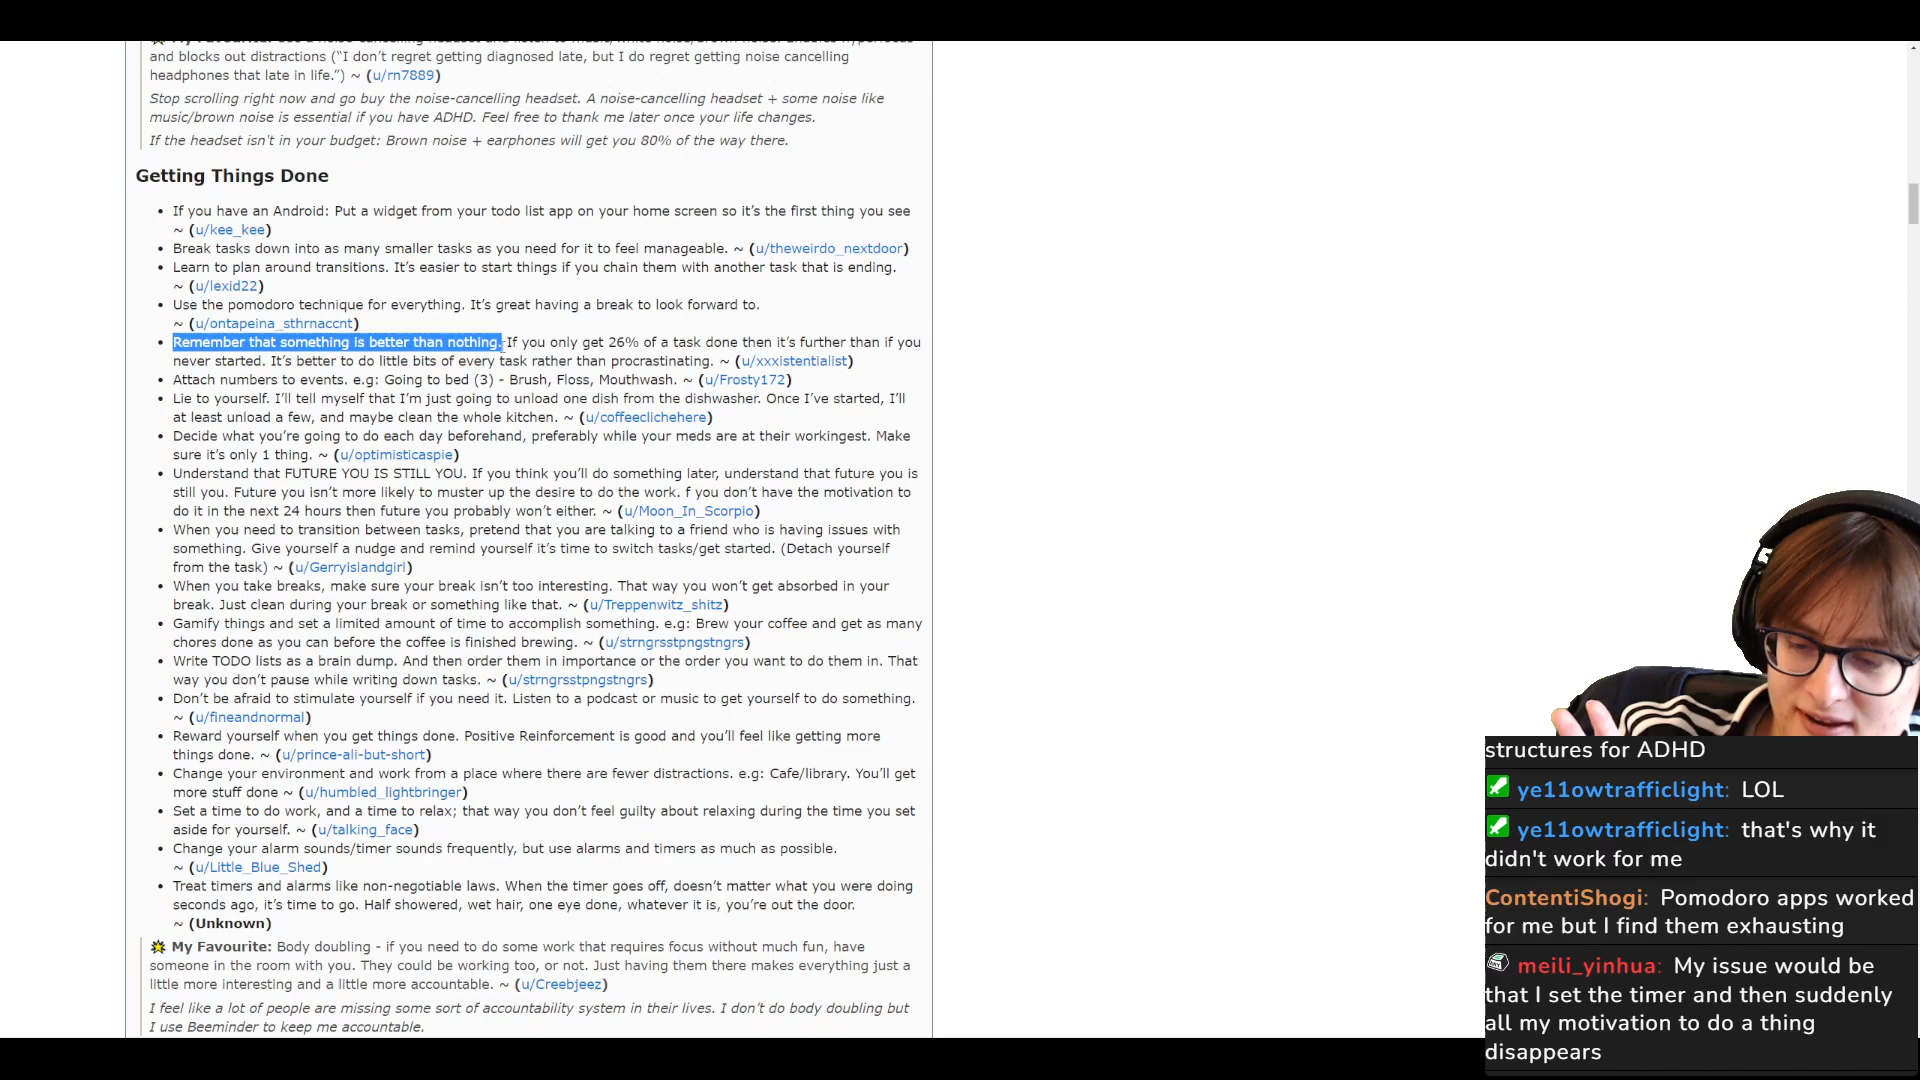 and blocks out distractions (“I don’t regret getting diagnosed late, but I do regret getting noise cancelling
headphones that late in life.”) ~ (u/rn7889)
Stop scrolling right now and go buy the noise-cancelling headset. A noise-cancelling headset + some noise like
music/brown noise is essential if you have ADHD. Feel free to thank me later once your life changes.
If the headset isn't in your budget: Brown noise + earphones will get you 80% of the way there.
Getting Things Done
• If you have an Android: Put a widget from your todo list app on your home screen so it’s the first thing you see
~ (u/kee_kee)
• Break tasks down into as many smaller tasks as you need for it to feel manageable. ~ (u/theweirdo_nextdoor)
• Learn to plan around transitions. It’s easier to start things if you chain them with another task that is ending.
~ (u/lexid22)
• Use the pomodoro technique for everything. It’s great having a break to look forward to.
~ (u/ontapeina_sthrnaccnt)
• Remember that something is better than nothing. If you only get 26% of a task done then it’s further than if you
never started. It’s better to do little bits of every task rather than procrastinating. ~ (u/xxxistentialist)
• Attach numbers to events. e.g: Going to bed (3) - Brush, Floss, Mouthwash. ~ (u/Frosty172)
• Lie to yourself. I’ll tell myself that I’m just going to unload one dish from the dishwasher. Once I’ve started, I’ll
at least unload a few, and maybe clean the whole kitchen. ~ (u/coffeeclichehere)
• Decide what you’re going to do each day beforehand, preferably while your meds are at their workingest. Make
sure it’s only 1 thing. ~ (u/optimisticaspie)
• Understand that FUTURE YOU IS STILL YOU. If you think you’ll do something later, understand that future you is
still you. Future you isn’t more likely to muster up the desire to do the work. f you don’t have the motivation to
do it in the next 24 hours then future you probably won’t either. ~ (u/Moon_In_Scorpio)
• When you need to transition between tasks, pretend that you are talking to a friend who is having issues with
something. Give yourself a nudge and remind yourself it’s time to switch tasks/get started. (Detach yourself
from the task) ~ (u/Gerryislandgirl)
• When you take breaks, make sure your break isn’t too interesting. That way you won’t get absorbed in your
break. Just clean during your break or something like that. ~ (u/Treppenwitz_shitz)
• Gamify things and set a limited amount of time to accomplish something. e.g: Brew your coffee and get as many
chores done as you can before the coffee is finished brewing. ~ (u/strngrsstpngstngrs)
• Write TODO lists as a brain dump. And then order them in importance or the order you want to do them in. That
way you don’t pause while writing down tasks. ~ (u/strngrsstpngstngrs)
• Don’t be afraid to stimulate yourself if you need it. Listen to a podcast or music to get yourself to do something.
~ (u/fineandnormal)
• Reward yourself when you get things done. Positive Reinforcement is good and you’ll feel like getting more
things done. ~ (u/prince-ali-but-short)
• Change your environment and work from a place where there are fewer distractions. e.g: Cafe/library. You’ll get
more stuff done ~ (u/humbled_lightbringer)
• Set a time to do work, and a time to relax; that way you don’t feel guilty about relaxing during the time you set
aside for yourself. ~ (u/talking_face)
• Change your alarm sounds/timer sounds frequently, but use alarms and timers as much as possible.
~ (u/Little_Blue_Shed)
• Treat timers and alarms like non-negotiable laws. When the timer goes off, doesn’t matter what you were doing
seconds ago, it’s time to go. Half showered, wet hair, one eye done, whatever it is, you’re out the door.
~ (Unknown)
My Favourite: Body doubling - if you need to do some work that requires focus without much fun, have
someone in the room with you. They could be working too, or not. Just having them there makes everything just a
little more interesting and a little more accountable. ~ (u/Creebjeez)
I feel like a lot of people are missing some sort of accountability system in their lives. I don’t do body doubling but
I use Beeminder to keep me accountable.
structures for ADHD
ye11owtrafficlight: LOL
ye11owtrafficlight: that's why it
didn't work for me
ContentiShogi: Pomodoro apps worked
for me but I find them exhausting
meili_yinhua: My issue would be
that I set the timer and then suddenly
all my motivation to do a thing
disappears